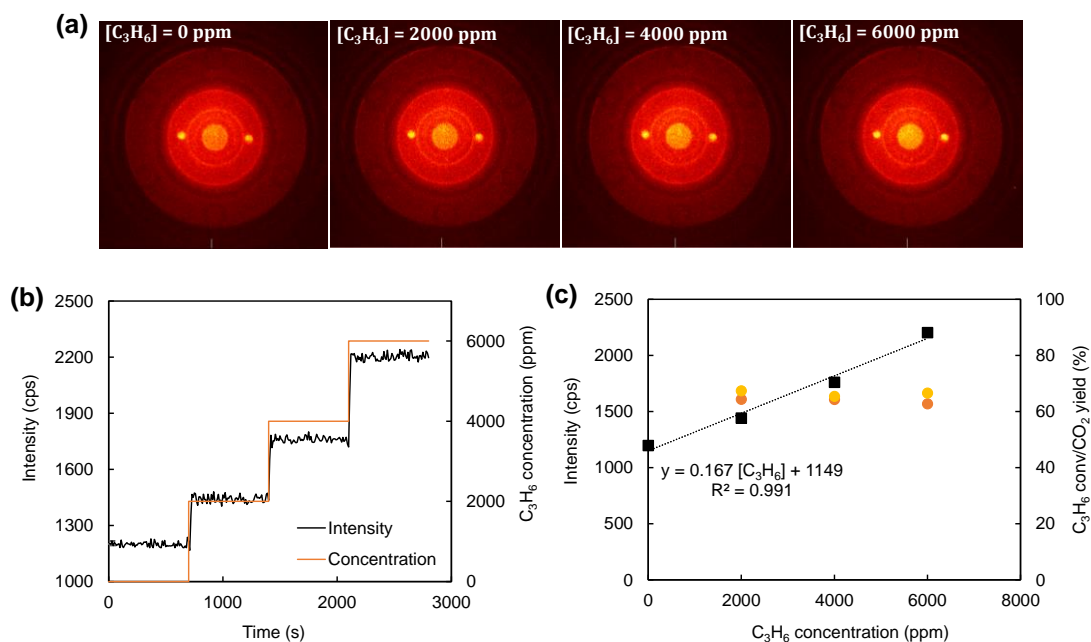 (a)
[C₃H₆] = 0 ppm
[C₃H₆] = 2000 ppm
[C₃H₆] = 4000 ppm
[C₃H₆] = 6000 ppm
(b)
2500
2200
1900
1600
1300
1000
Intensity (cps)
6000
4000
2000
0
C₃H₆ concentration (ppm)
Intensity
Concentration
0
1000
2000
3000
Time (s)
(c)
2500
2000
1500
1000
500
0
Intensity (cps)
100
80
60
40
20
0
C₃H₆ conv/CO₂ yield (%)
y = 0.167 [C₃H₆] + 1149
R² = 0.991
0
2000
4000
6000
8000
C₃H₆ concentration (ppm)